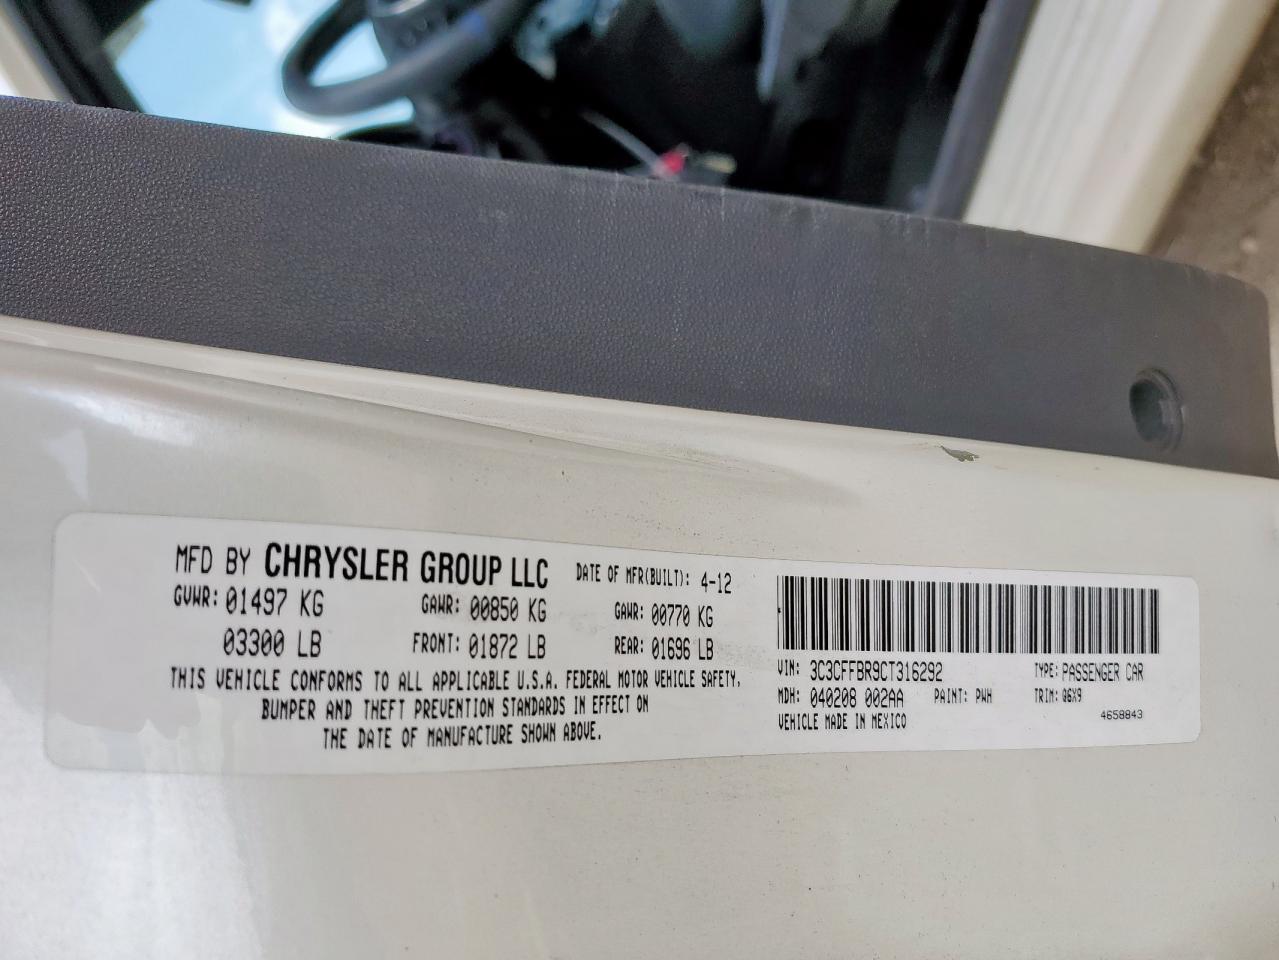 MFD BY CHRYSLER GROUP LLC DATE OF MFR(BUILT): 4-12
GVWR: 01497 KG GAWR: 00850 KG GAWR: 00770 KG
03300 LB FRONT: 01872 LB REAR: 01696 LB
THIS VEHICLE CONFORMS TO ALL APPLICABLE U.S.A. FEDERAL MOTOR VEHICLE SAFETY,
BUMPER AND THEFT PREVENTION STANDARDS IN EFFECT ON
THE DATE OF MANUFACTURE SHOWN ABOVE.
VIN: 3C3CFFBR9CT316292 TYPE: PASSENGER CAR
MDH: 040208 002AA PAINT: PWH TRIM: Q6X9
VEHICLE MADE IN MEXICO 4658843